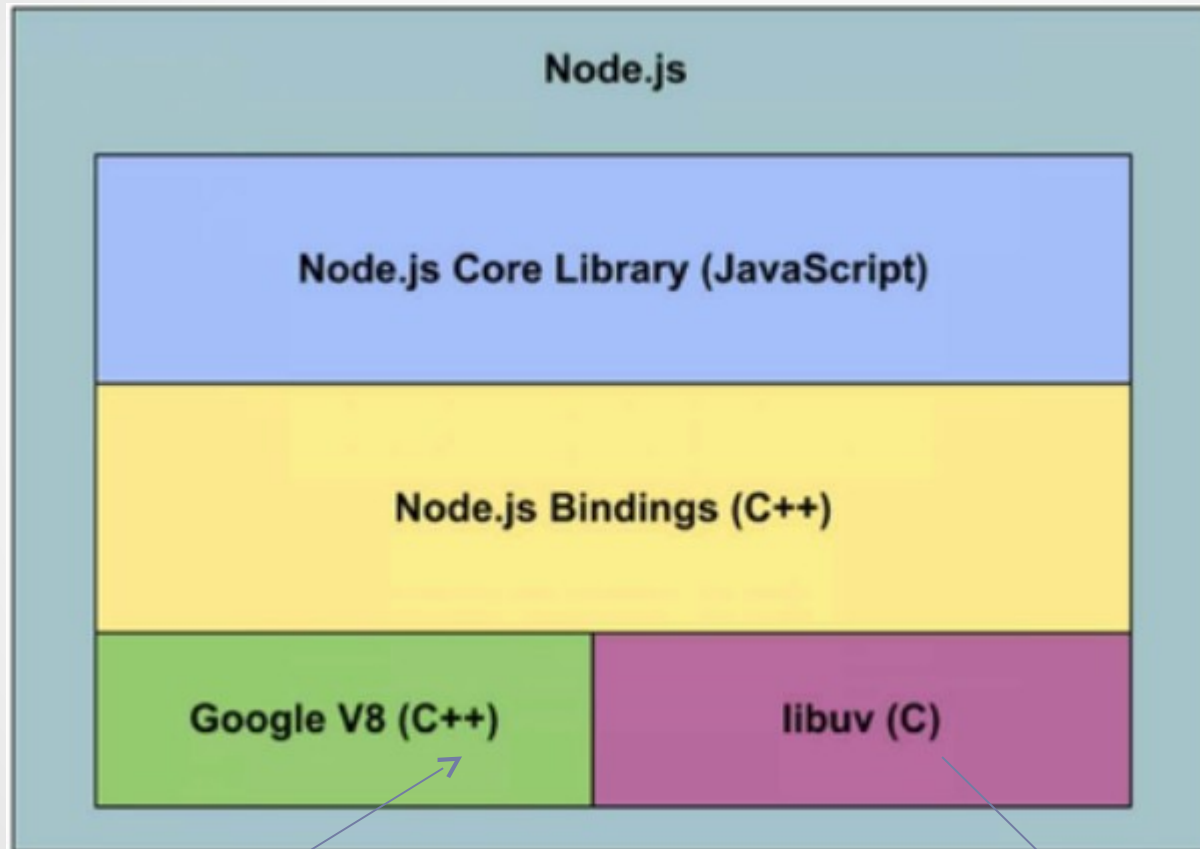 Node.js
Node.js Core Library (JavaScript)
Node.js Bindings (C++)
Google V8 (C++)
libuv (C)